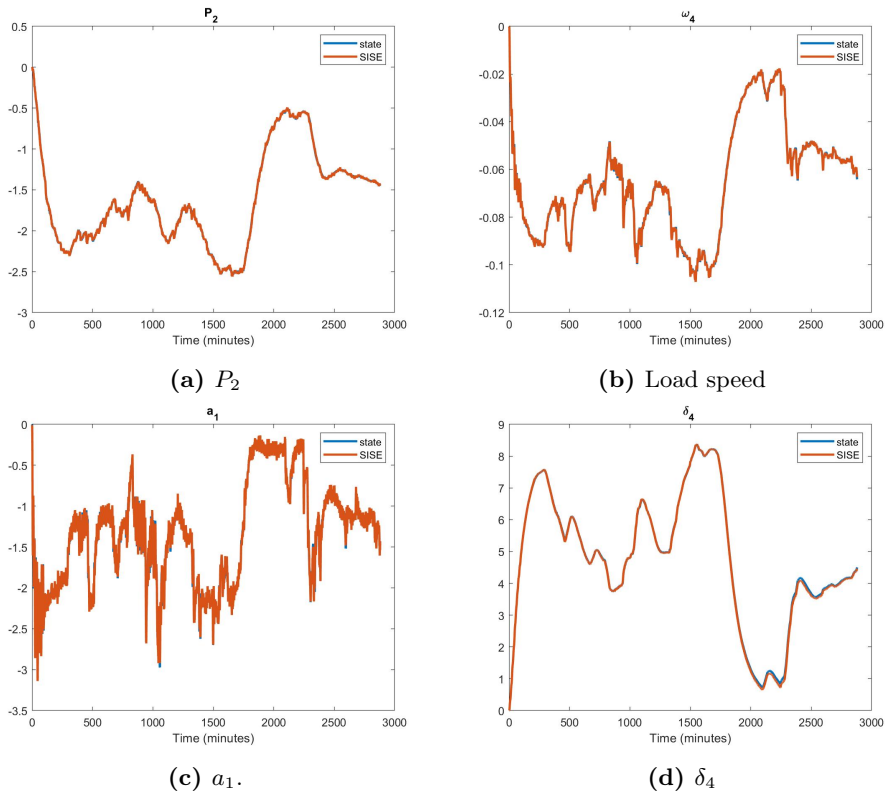 P2
0.5
0
-0.5
-1
-1.5
-2
-2.5
-3
0 500 1000 1500 2000 2500 3000
Time (minutes)
state
SISE
(a) P2
ω4
0
-0.02
-0.04
-0.06
-0.08
-0.1
-0.12
0 500 1000 1500 2000 2500 3000
Time (minutes)
state
SISE
(b) Load speed
a1
0
-0.5
-1
-1.5
-2
-2.5
-3
-3.5
0 500 1000 1500 2000 2500 3000
Time (minutes)
state
SISE
(c) a1.
δ4
9
8
7
6
5
4
3
2
1
0
0 500 1000 1500 2000 2500 3000
Time (minutes)
state
SISE
(d) δ4